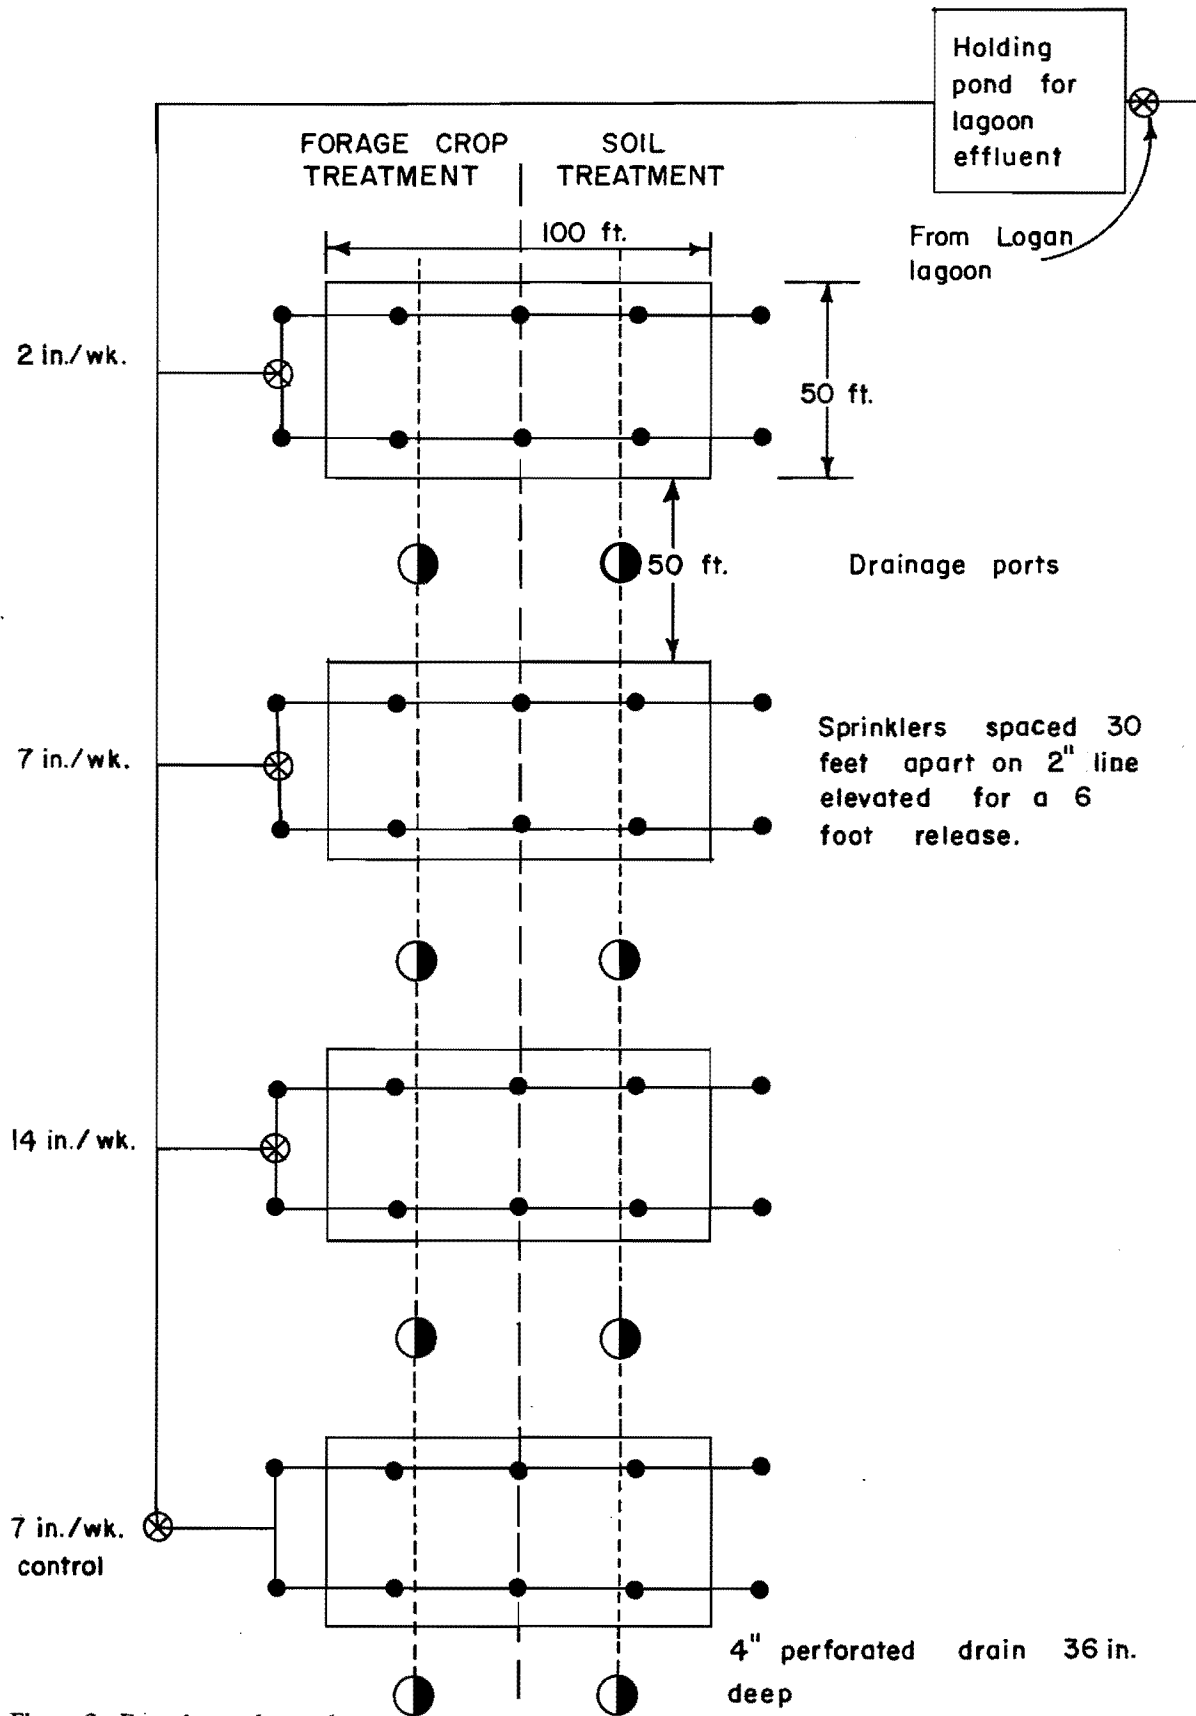 Holding
pond for
lagoon
effluent
FORAGE CROP
TREATMENT
SOIL
TREATMENT
100 ft.
From Logan
lagoon
2 in./wk.
50 ft.
50 ft.
Drainage ports
7 in./wk.
Sprinklers spaced 30
feet apart on 2" line
elevated for a 6
foot release.
14 in./wk.
7 in./wk.
control
4" perforated drain 36 in.
deep